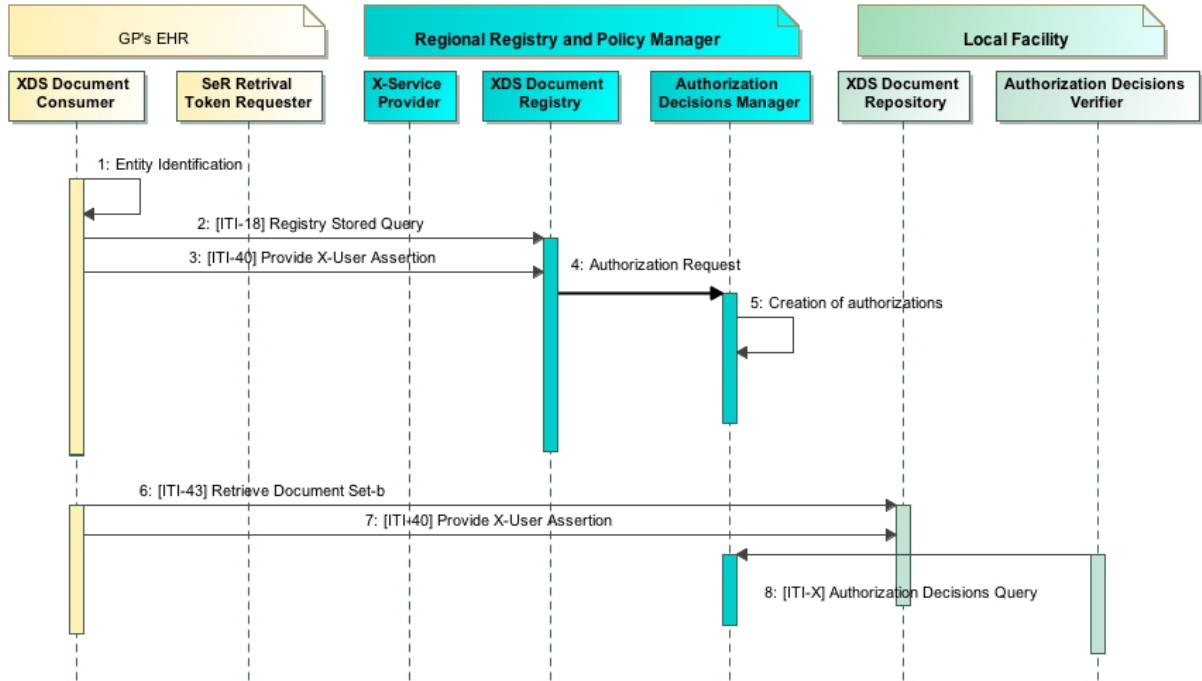 GP's EHR
Regional Registry and Policy Manager
Local Facility
XDS Document
Consumer
SeR Retrival
Token Requester
X-Service
Provider
XDS Document
Registry
Authorization
Decisions Manager
XDS Document
Repository
Authorization Decisions
Verifier
1: Entity Identification
2: [ITI-18] Registry Stored Query
3: [ITI-40] Provide X-User Assertion
4: Authorization Request
5: Creation of authorizations
6: [ITI-43] Retrieve Document Set-b
7: [ITI-40] Provide X-User Assertion
8: [ITI-X] Authorization Decisions Query